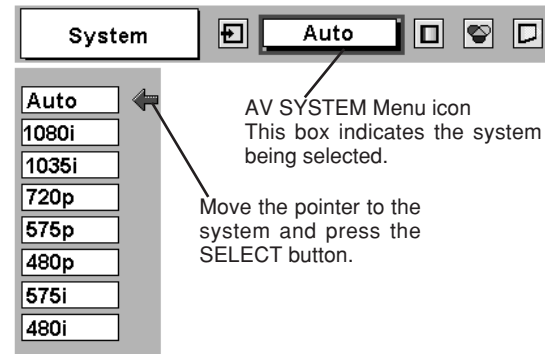 System
Auto
AV SYSTEM Menu icon
This box indicates the system
being selected.
Auto
1080i
1035i
720p
575p
480p
575i
480i
Move the pointer to the
system and press the
SELECT button.